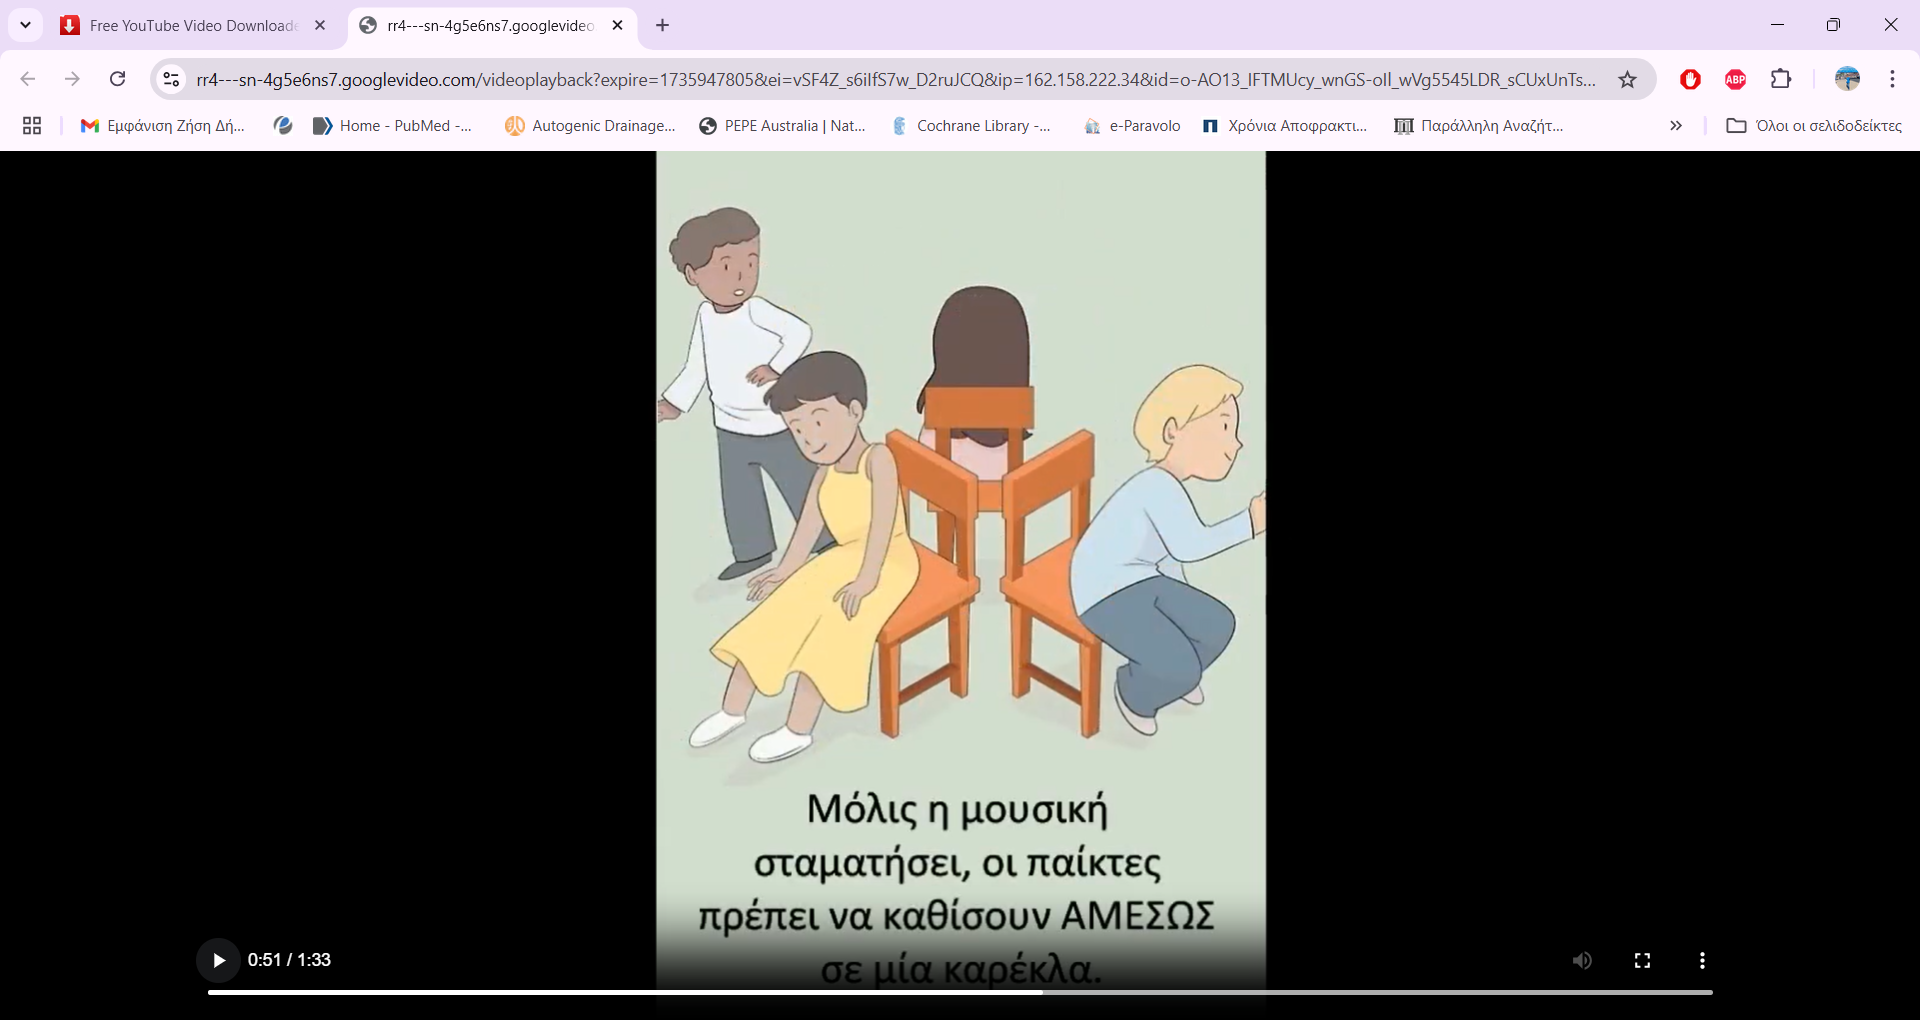 Free YouTube Video Download
rr4---sn-4g5e6ns7.googlevideo
rr4---sn-4g5e6ns7.googlevideo.com/videoplayback?expire=1735947805&ei=vSF4Z_s6iIfS7w_D2ruJCQ&ip=162.158.222.34&id=o-AO13_IFTMUcy_wnGS-oIl_wVg5545LDR_sCUxUnTs...
ABP
Εμφάνιση Ζήση Δή...
Home - PubMed -...
Autogenic Drainage...
PEPE Australia | Nat...
Cochrane Library -...
e-Paravolo
Χρόνια Αποφρακτι...
Παράλληλη Αναζήτ...
Όλοι οι σελιδοδείκτες
Μόλις η μουσική
σταματήσει, οι παίκτες
πρέπει να καθίσουν ΑΜΕΣΩΣ
σε μία καρέκλα.
0:51 / 1:33